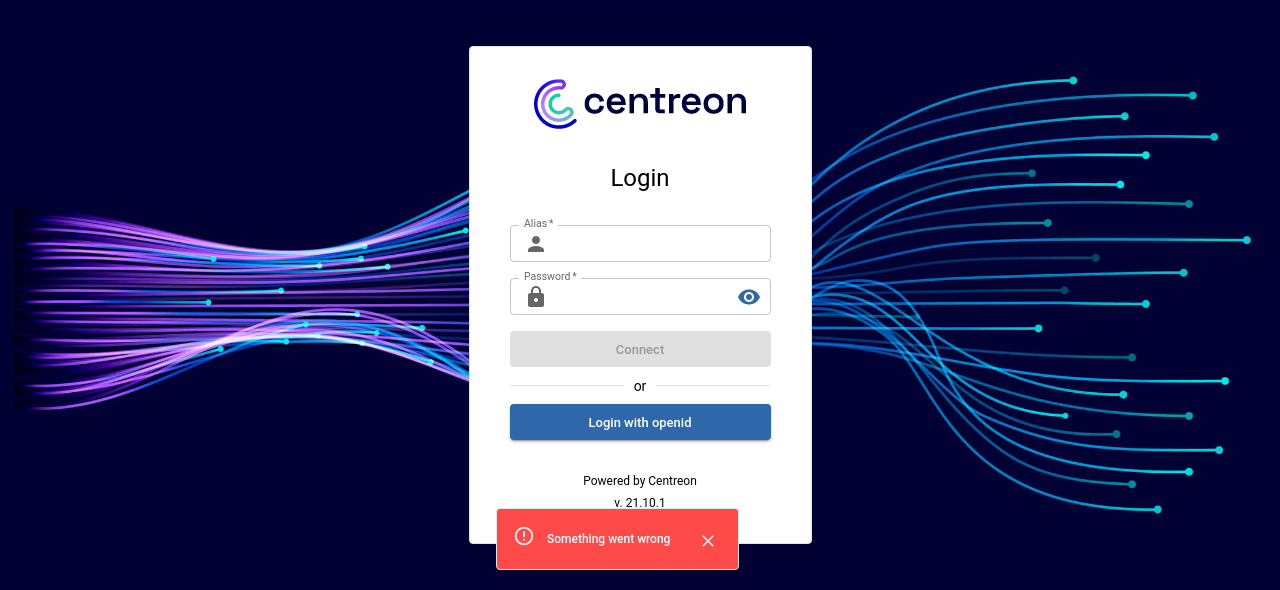 centreon
Login
Alias *
Password *
Connect
or
Login with openid
Powered by Centreon
v. 21.10.1
Something went wrong